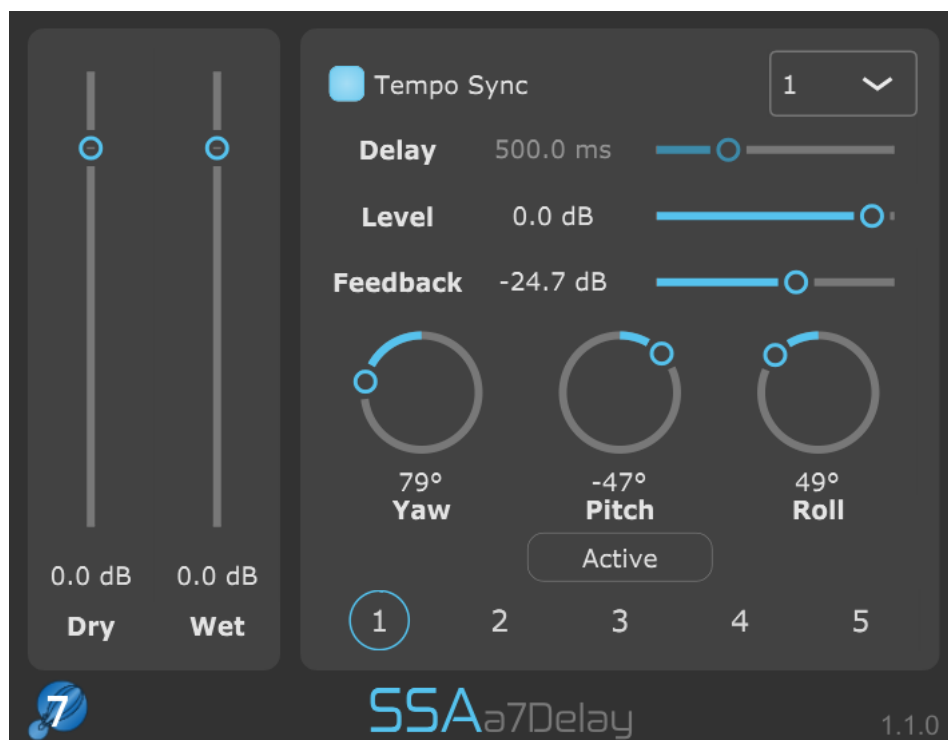 Tempo Sync 1
Delay 500.0 ms
Level 0.0 dB
Feedback -24.7 dB
79° -47° 49°
Yaw Pitch Roll
Active
0.0 dB 0.0 dB
Dry Wet
1 2 3 4 5
7
SSAa7Delay
1.1.0